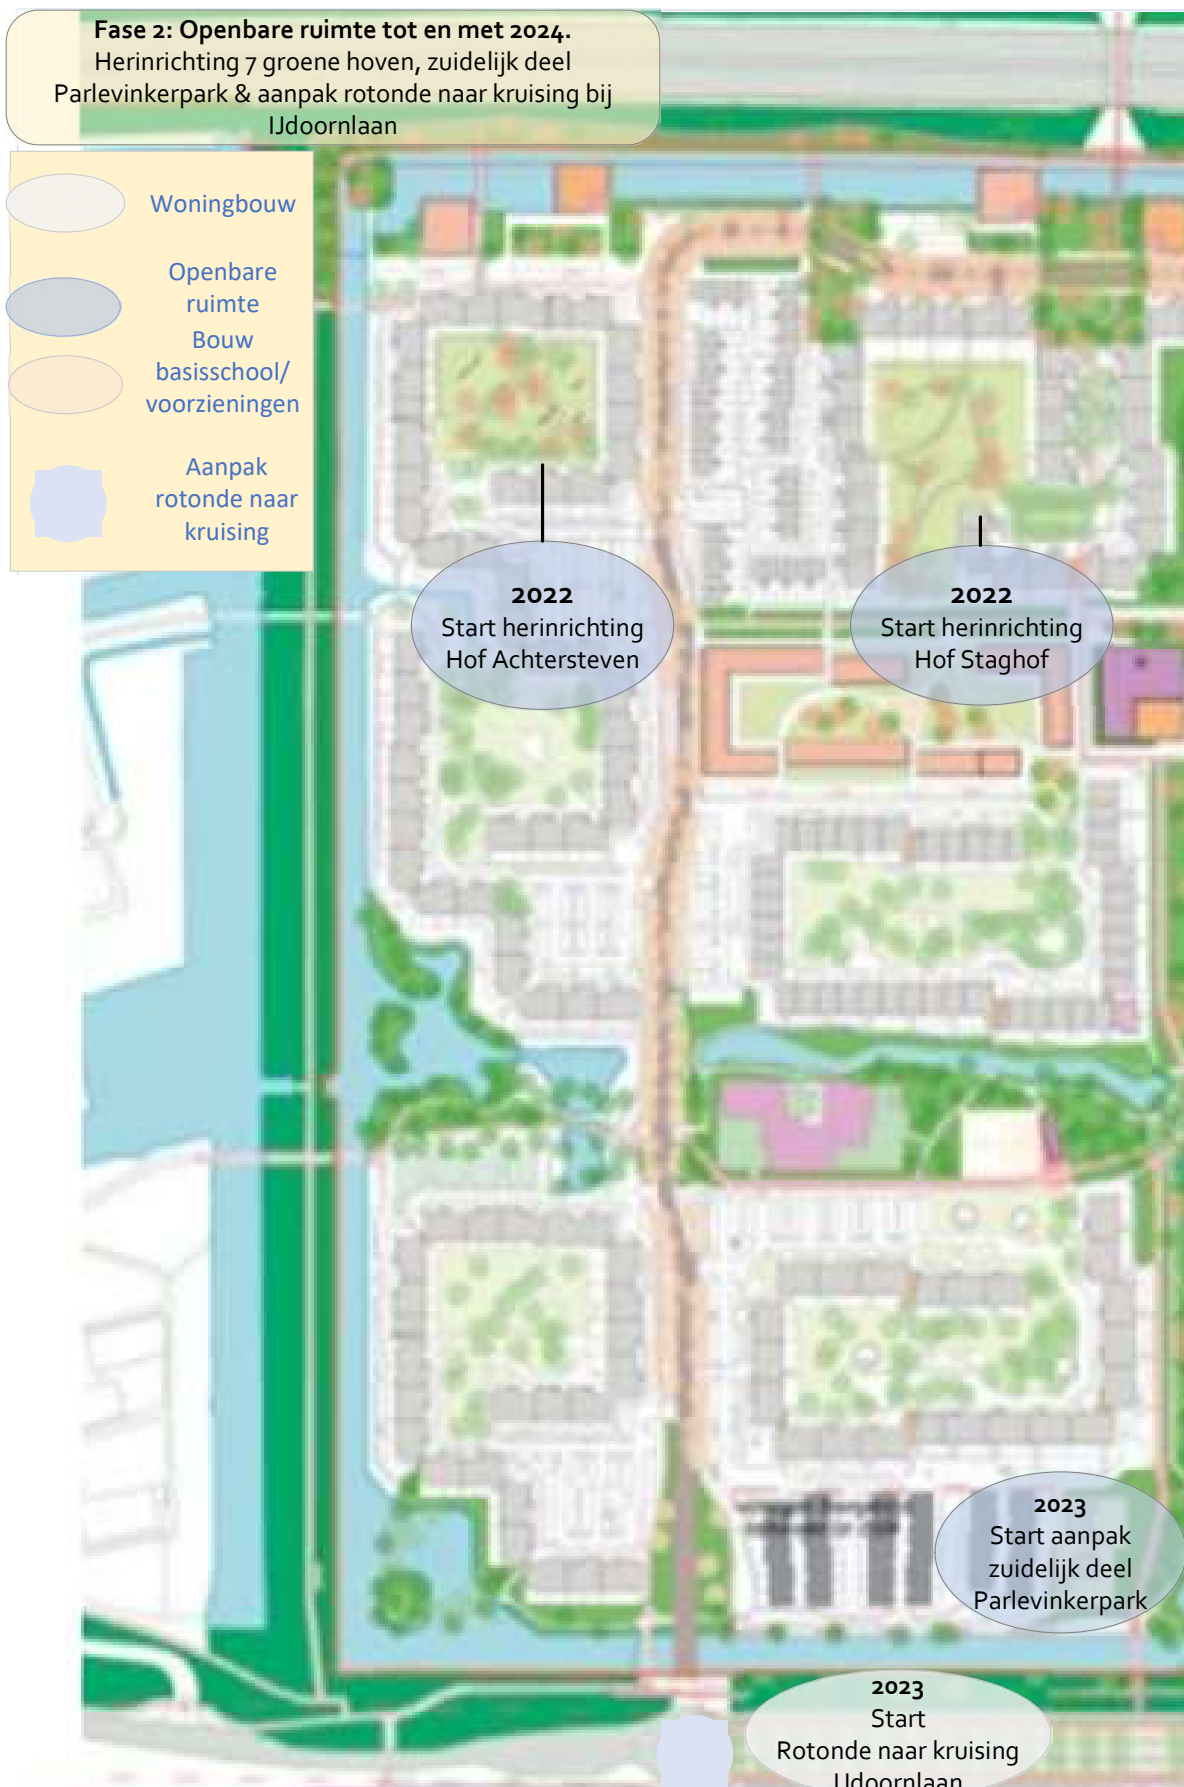 Fase 2: Openbare ruimte tot en met 2024.
Herinrichting 7 groene hoven, zuidelijk deel
Parlevinkerpark & aanpak rotonde naar kruising bij
IJdoornlaan
Woningbouw
Openbare
ruimte
Bouw
basisschool/
voorzieningen
Aanpak
rotonde naar
kruising
2022
Start herinrichting
Hof Achtersteven
2022
Start herinrichting
Hof Staghof
2023
Start aanpak
zuidelijk deel
Parlevinkerpark
2023
Start
Rotonde naar kruising
IJdoornlaan